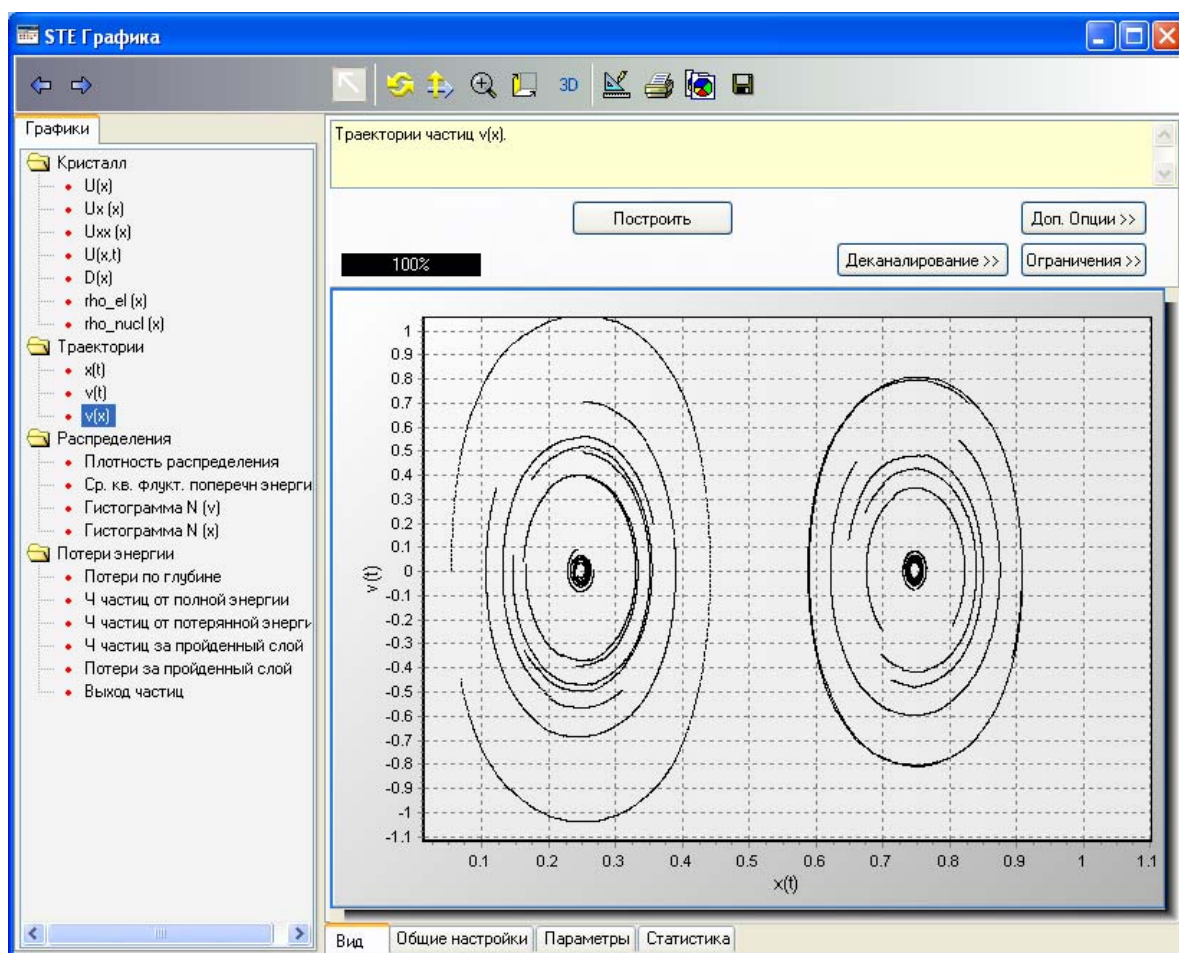 STE Графика
3D
Графики
Кристалл
U(x)
Ux (x)
Uxx (x)
U(x,t)
D(x)
rho_el (x)
rho_nucl (x)
Траектории
x(t)
v(t)
v(x)
Распределения
Плотность распределения
Ср. кв. флукт. поперечн энерги
Гистограмма N (v)
Гистограмма N (x)
Потери энергии
Потери по глубине
Ч частиц от полной энергии
Ч частиц от потерянной энерги
Ч частиц за пройденный слой
Потери за пройденный слой
Выход частиц
Траектории частиц v(x).
Построить
Доп. Опции >>
100%
Деканалирование >>
Ограничения >>
1
0.9
0.8
0.7
0.6
0.5
0.4
0.3
0.2
0.1
0
-0.1
-0.2
-0.3
-0.4
-0.5
-0.6
-0.7
-0.8
-0.9
-1
-1.1
v(t)
0.1 0.2 0.3 0.4 0.5 0.6 0.7 0.8 0.9 1 1.1
x(t)
Вид Общие настройки Параметры Статистика